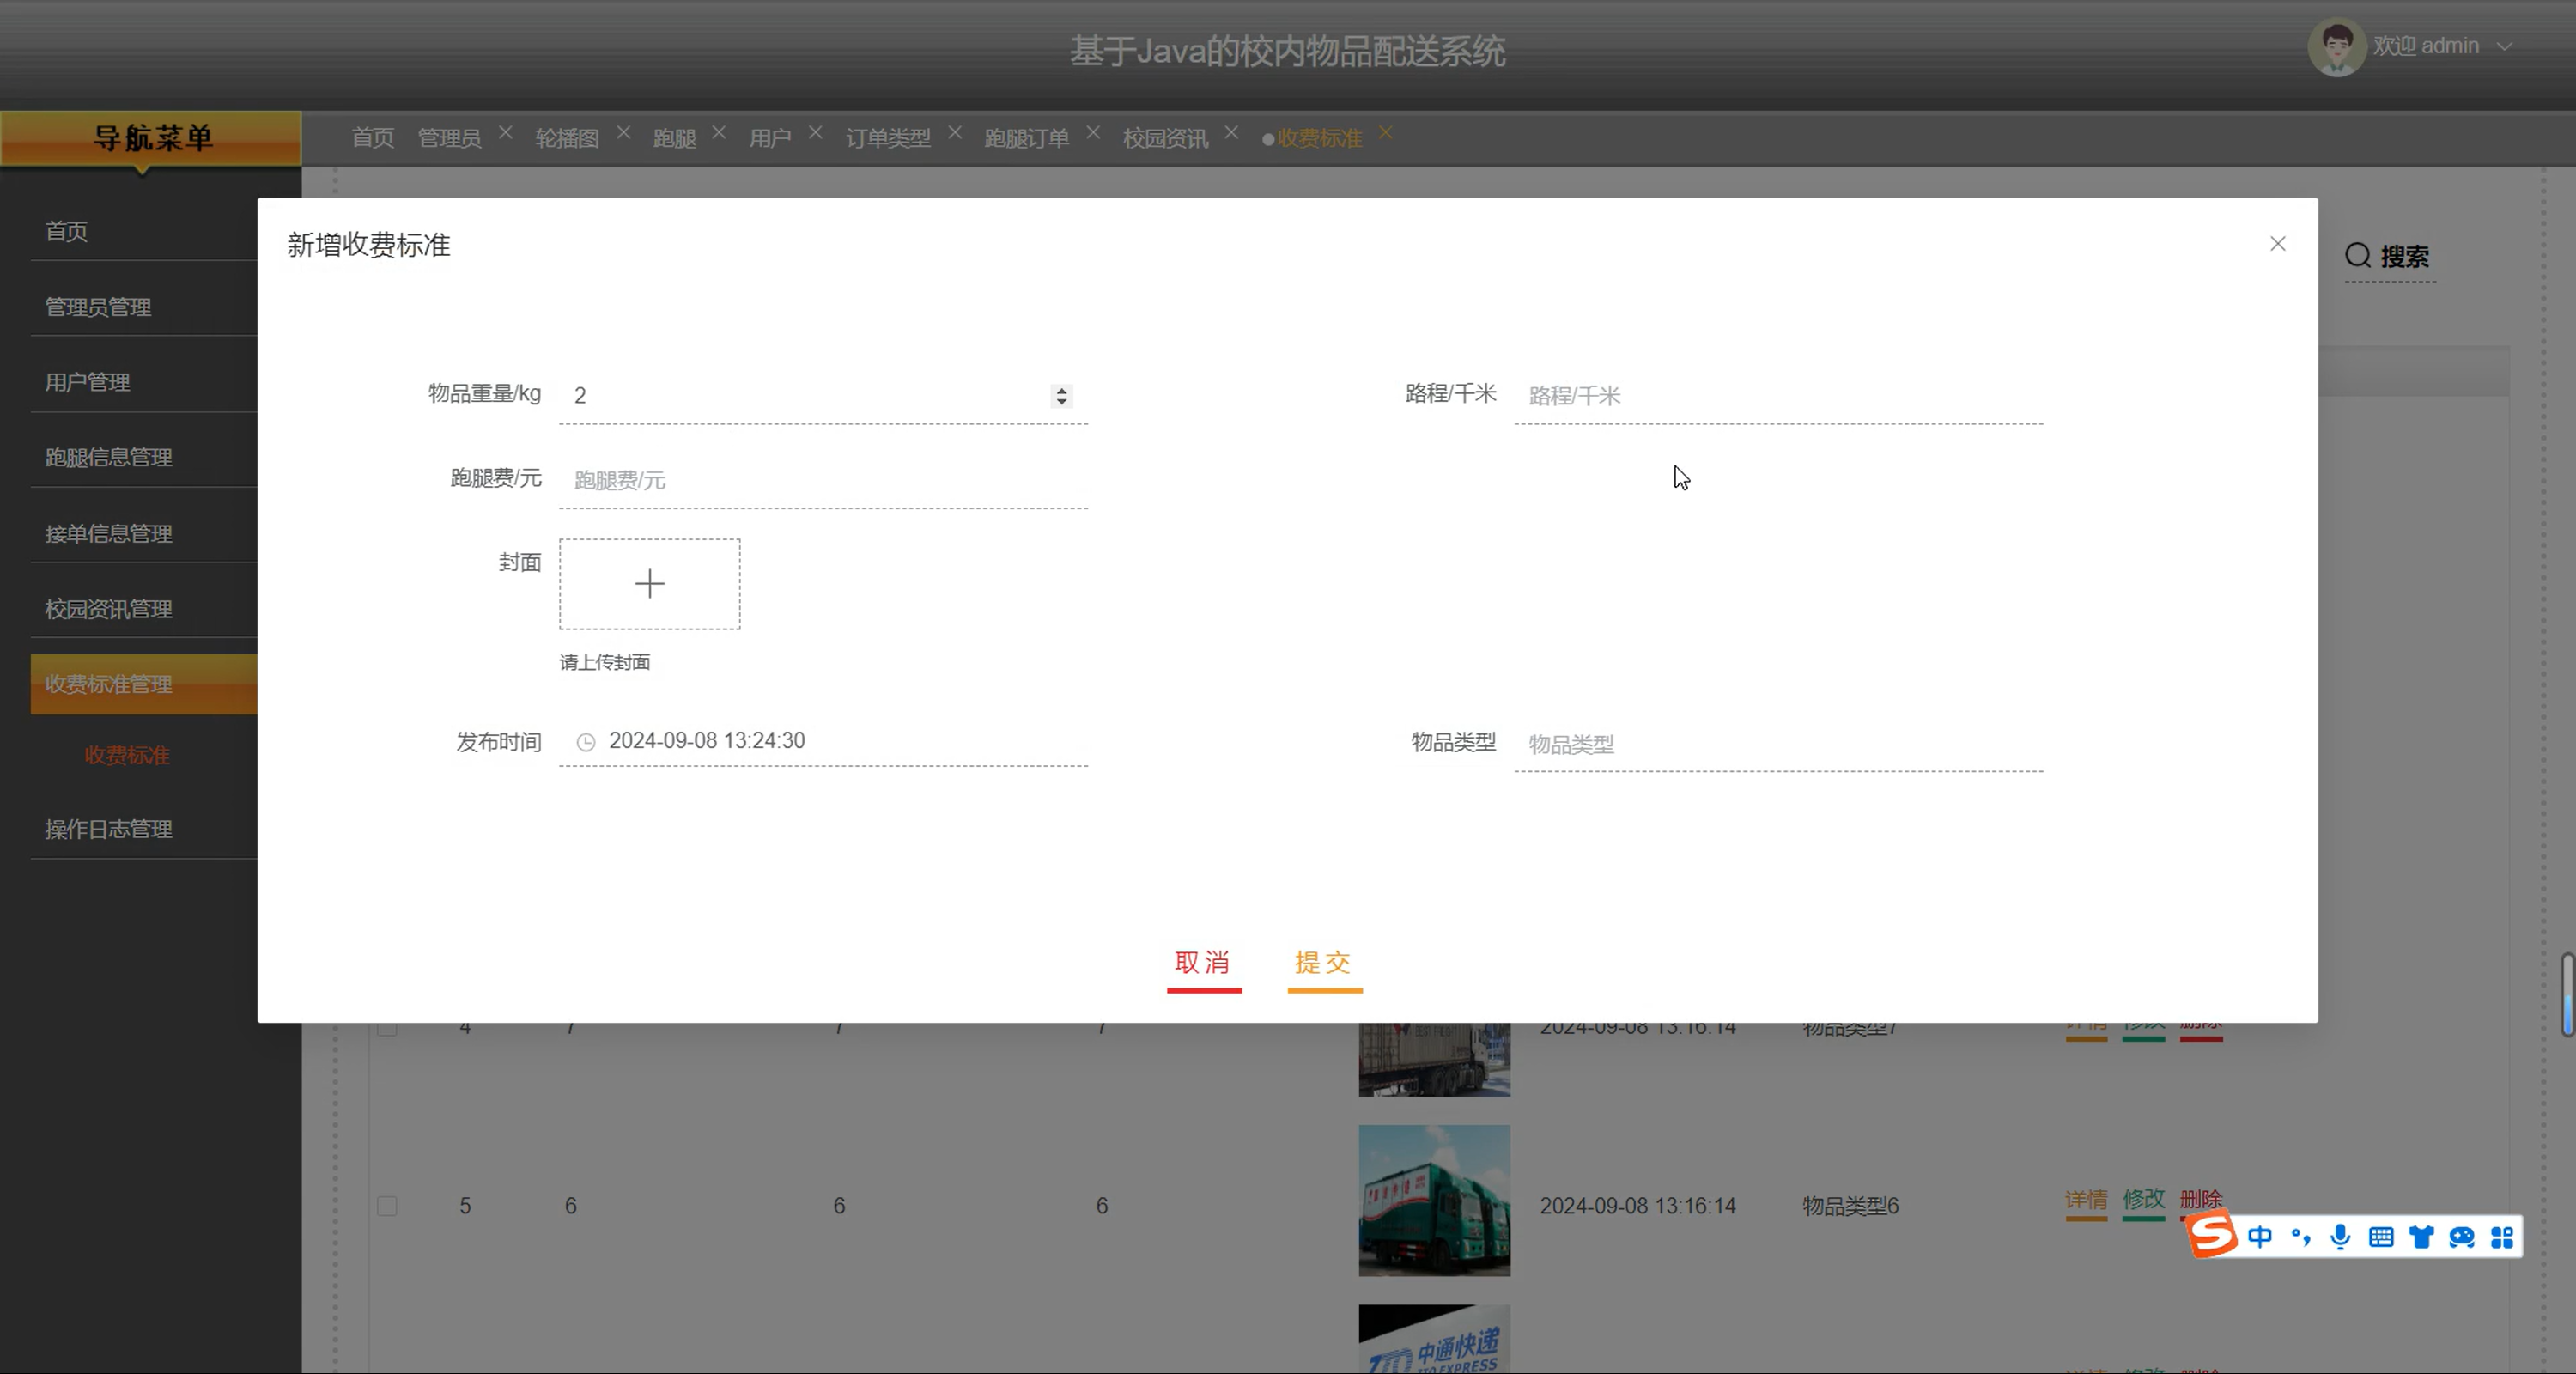 基于Java的校内物品配送系统
欢迎 admin
导航菜单
首页 管理员 轮播图 跑腿 用户 订单类型 跑腿订单 校园资讯 收费标准
首页
管理员管理
用户管理
跑腿信息管理
接单信息管理
校园资讯管理
收费标准管理
收费标准
操作日志管理
搜索
新增收费标准
物品重量/kg 2
路程/千米 路程/千米
跑腿费/元 跑腿费/元
封面
请上传封面
发布时间 2024-09-08 13:24:30
物品类型 物品类型
取消 提交
4 7 7 7 2024-09-08 13:16:14 物品类型7 详情 修改 删除
5 6 6 6 2024-09-08 13:16:14 物品类型6 详情 修改 删除
中通快递
ZTO EXPRESS
中